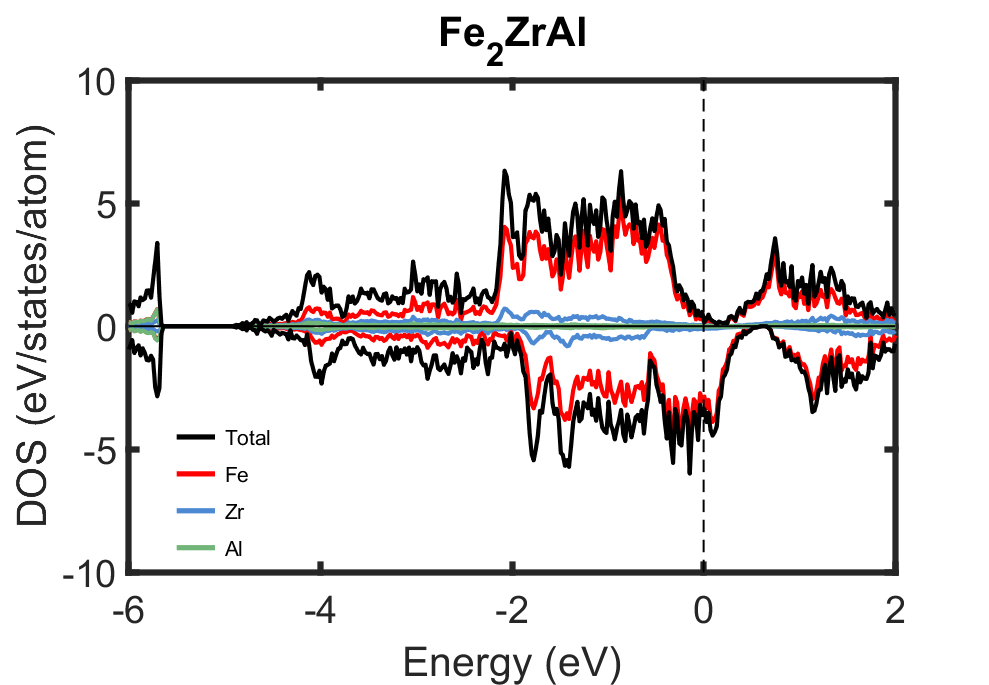 Fe₂ZrAl
10
5
0
-5
-10
DOS (eV/states/atom)
Total
Fe
Zr
Al
-6 -4 -2 0 2
Energy (eV)